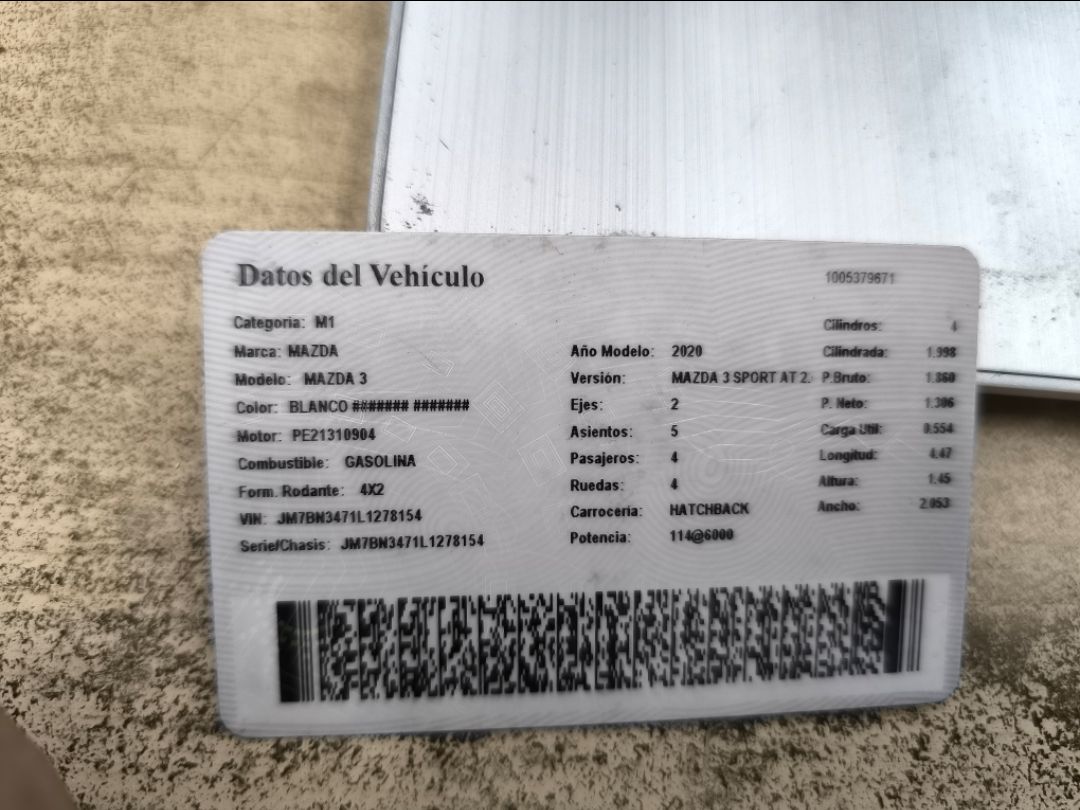 Datos del Vehículo 1005379671
Categoria: M1 Cilindros: 4
Marca: MAZDA Año Modelo: 2020 Cilindrada: 1.998
Modelo: MAZDA 3 Versión: MAZDA 3 SPORT AT 2. P.Bruto: 1.860
Color: BLANCO ####### ####### Ejes: 2 P. Neto: 1.306
Motor: PE21310904 Asientos: 5 Carga Util: 0.554
Combustible: GASOLINA Pasajeros: 4 Longitud: 4.47
Form. Rodante: 4X2 Ruedas: 4 Altura: 1.45
VIN: JM7BN3471L1278154 Carrocería: HATCHBACK Ancho: 2.053
Serie/Chasis: JM7BN3471L1278154 Potencia: 114@6000